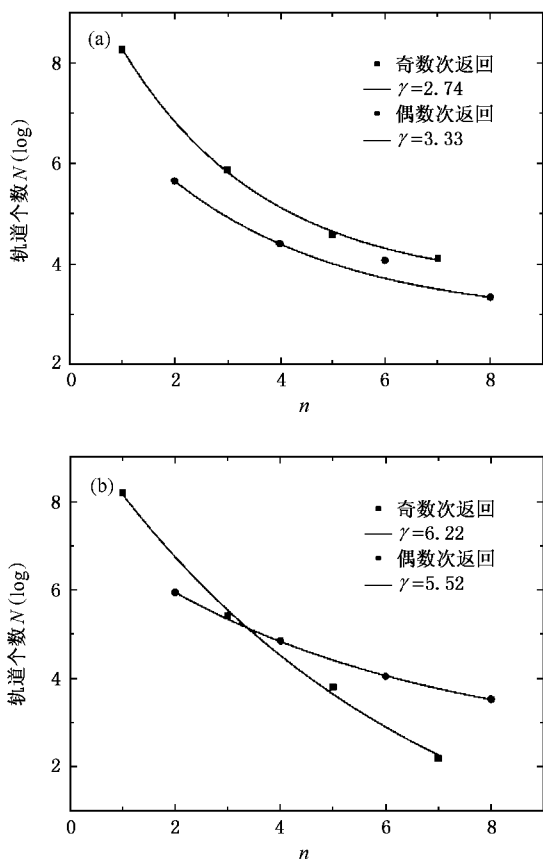 (a)
奇数次返回
γ=2.74
偶数次返回
γ=3.33
轨道个数 N (log)
8
6
4
2
0
2
4
6
8
n
(b)
奇数次返回
γ=6.22
偶数次返回
γ=5.52
轨道个数 N (log)
8
6
4
2
0
2
4
6
8
n